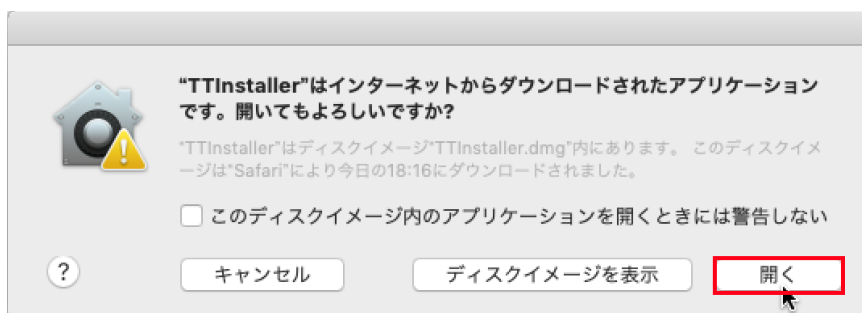 “TTInstaller”はインターネットからダウンロードされたアプリケーション
です。開いてもよろしいですか?
“TTInstaller”はディスクイメージ“TTInstaller.dmg”内にあります。 このディスクイメ
ージは“Safari”により今日の18:16にダウンロードされました。
このディスクイメージ内のアプリケーションを開くときには警告しない
? キャンセル ディスクイメージを表示 開く